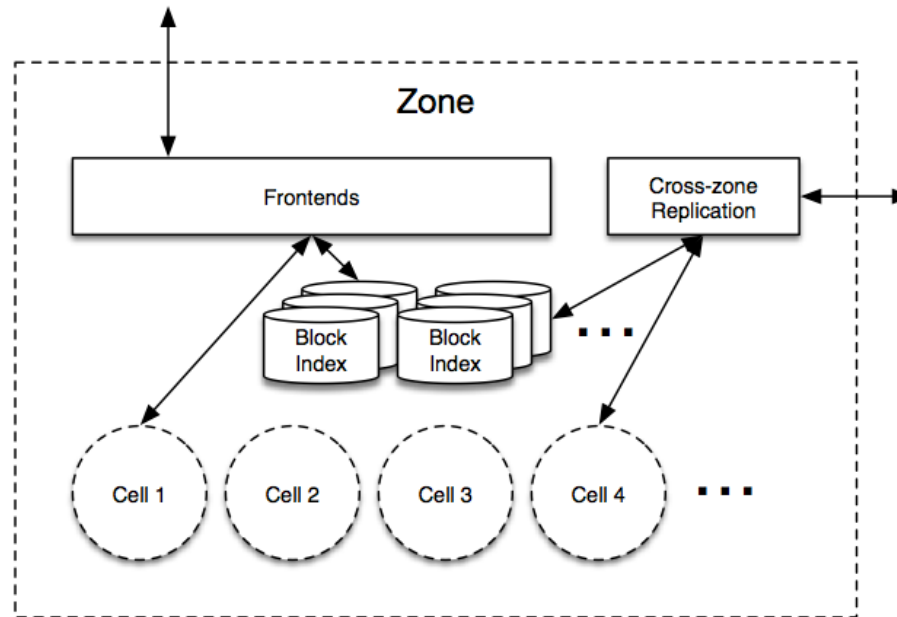 Zone
Frontends
Cross-zone
Replication
Block
Index
Block
Index
...
Cell 1
Cell 2
Cell 3
Cell 4
...